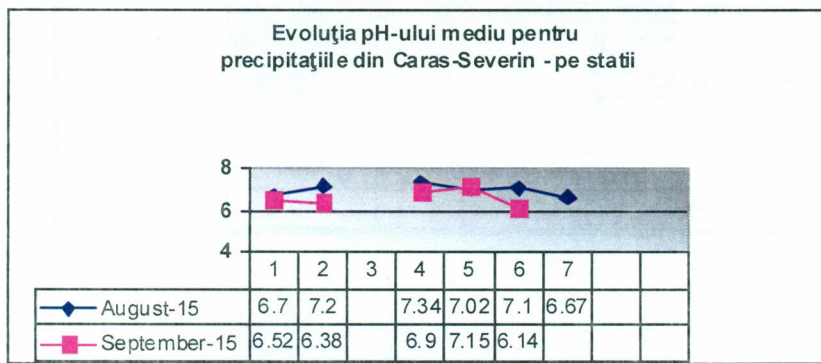 Evoluţia pH-ului mediu pentru
precipitaţiile din Caras-Severin - pe statii
8
6
4
1 2 3 4 5 6 7
August-15 6.7 7.2 7.34 7.02 7.1 6.67
September-15 6.52 6.38 6.9 7.15 6.14